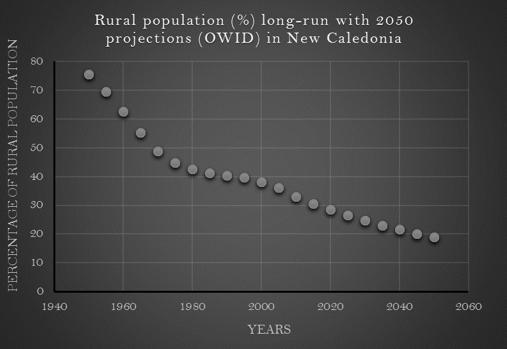 Rural population (%) long-run with 2050
projections (OWID) in New Caledonia
PERCENTAGE OF RURAL POPULATION
80
70
60
50
40
30
20
10
0
1940 1960 1980 2000 2020 2040 2060
YEARS